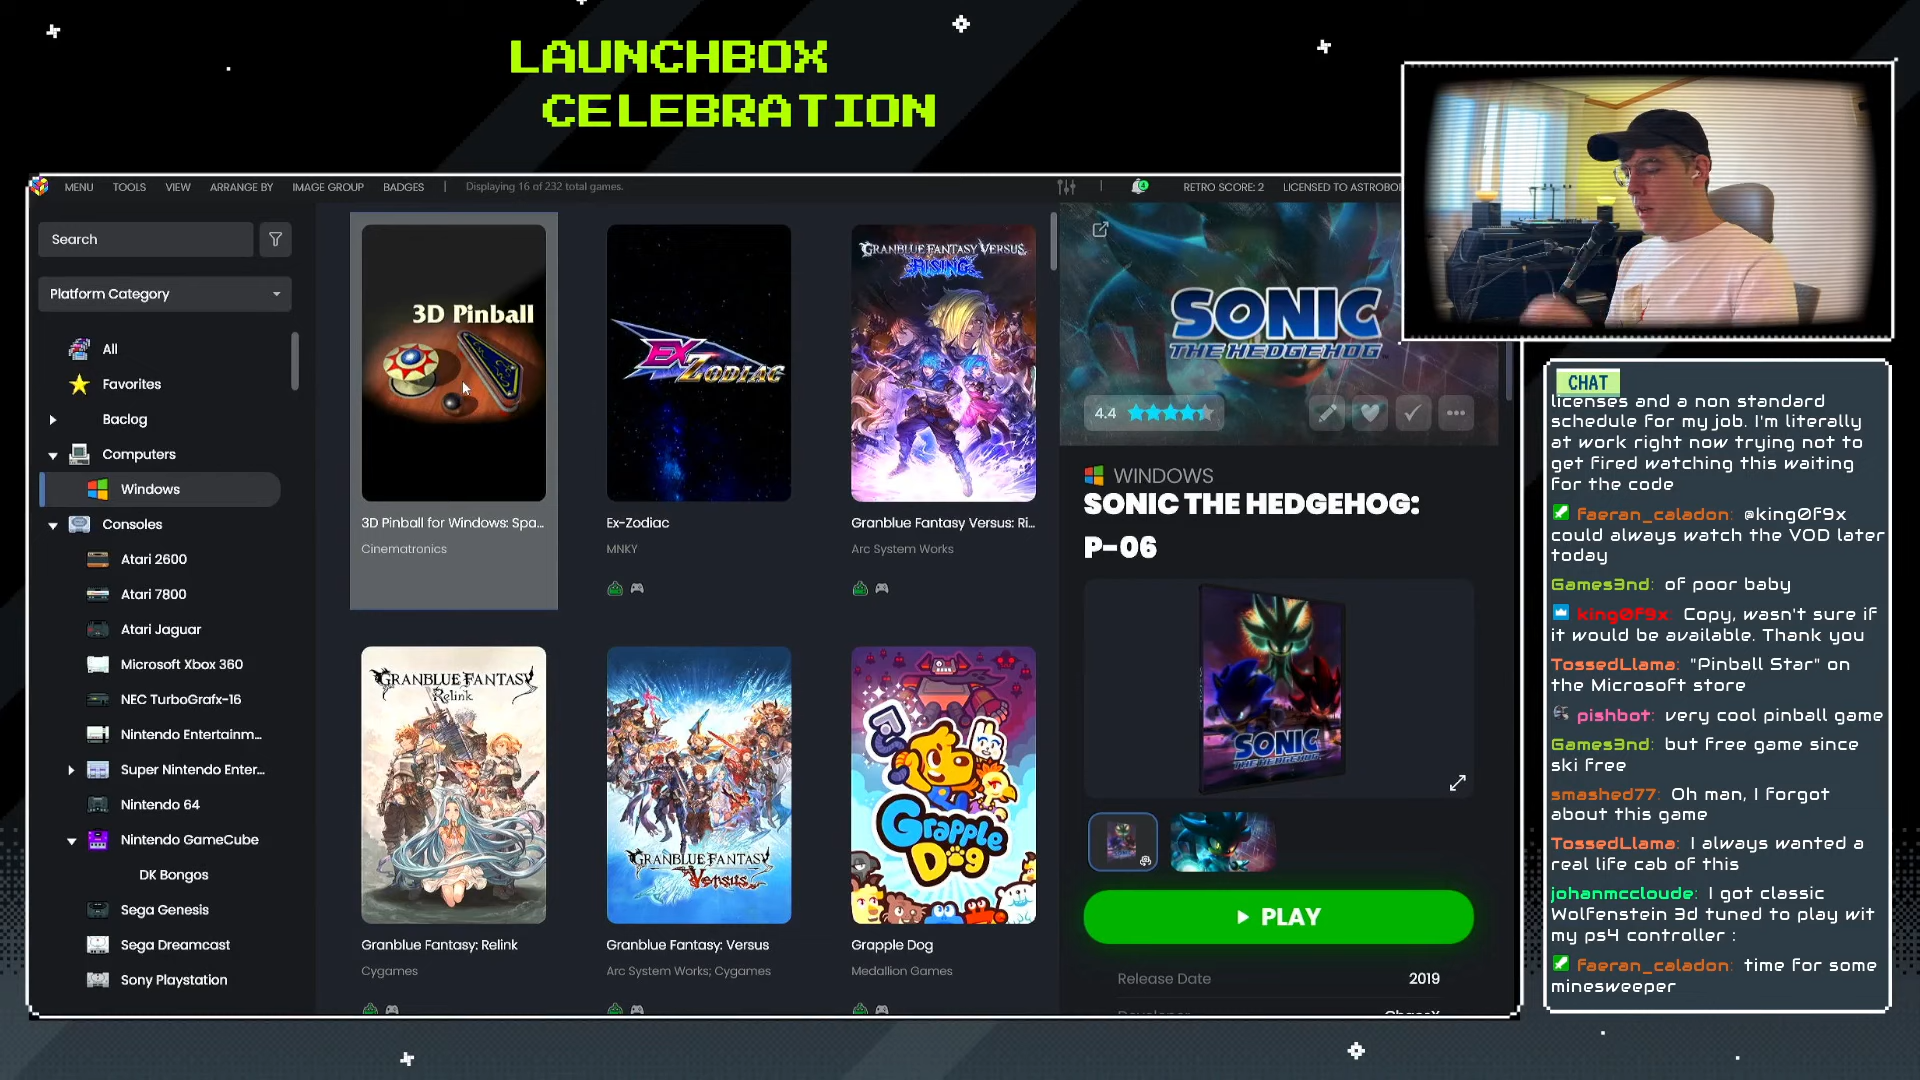 LAUNCHBOX
CELEBRATION
MENU TOOLS VIEW ARRANGE BY IMAGE GROUP BADGES | Displaying 16 of 232 total games.
RETRO SCORE: 2 LICENSED TO ASTROBO
Search
Platform Category
All
Favorites
Baclog
Computers
Windows
Consoles
Atari 2600
Atari 7800
Atari Jaguar
Microsoft Xbox 360
NEC TurboGrafx-16
Nintendo Entertainm...
Super Nintendo Enter...
Nintendo 64
Nintendo GameCube
DK Bongos
Sega Genesis
Sega Dreamcast
Sony Playstation
3D Pinball
3D Pinball for Windows: Spa...
Cinematronics
EX ZODIAC
Ex-Zodiac
MNKY
GRANBLUE FANTASY VERSUS
RISING
Granblue Fantasy Versus: Ri...
Arc System Works
GRANBLUE FANTASY
Relink
Granblue Fantasy: Relink
Cygames
GRANBLUE FANTASY
Versus
Granblue Fantasy: Versus
Arc System Works; Cygames
Grapple
Dog
Grapple Dog
Medallion Games
SONIC
THE HEDGEHOG
4.4
WINDOWS
SONIC THE HEDGEHOG:
P-06
SONIC
THE HEDGEHOG
PLAY
Release Date 2019
CHAT
licenses and a non standard
schedule for my job. I'm literally
at work right now trying not to
get fired watching this waiting
for the code
faeran_caladon: @king0f9x
could always watch the VOD later
today
Games3nd: of poor baby
king0f9x: Copy, wasn't sure if
it would be available. Thank you
TossedLlama: "Pinball Star" on
the Microsoft store
pishbot: very cool pinball game
Games3nd: but free game since
ski free
smashed77: Oh man, I forgot
about this game
TossedLlama: I always wanted a
real life cab of this
johanmccloude: I got classic
Wolfenstein 3d tuned to play wit
my ps4 controller :
faeran_caladon: time for some
minesweeper